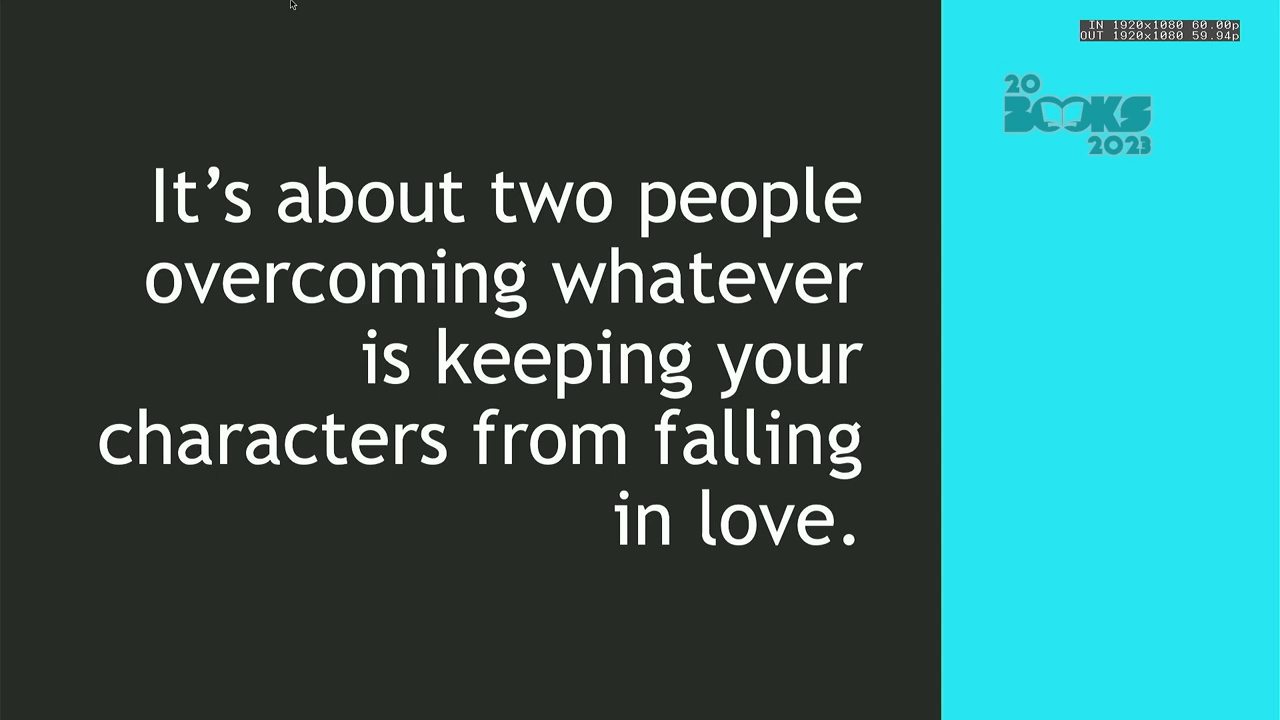 IN 1920x1080 60.00p
OUT 1920x1080 59.94p
20
BOOKS
2023
It’s about two people
overcoming whatever
is keeping your
characters from falling
in love.